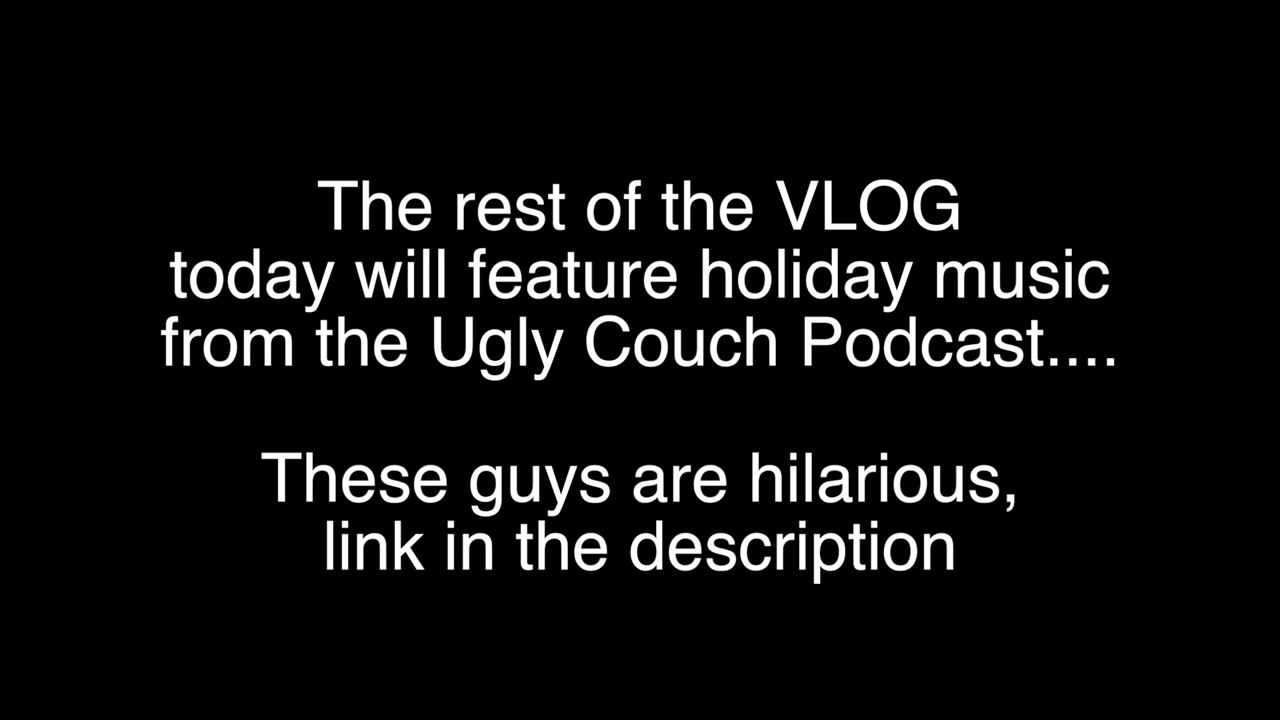 The rest of the VLOG
today will feature holiday music
from the Ugly Couch Podcast....
These guys are hilarious,
link in the description